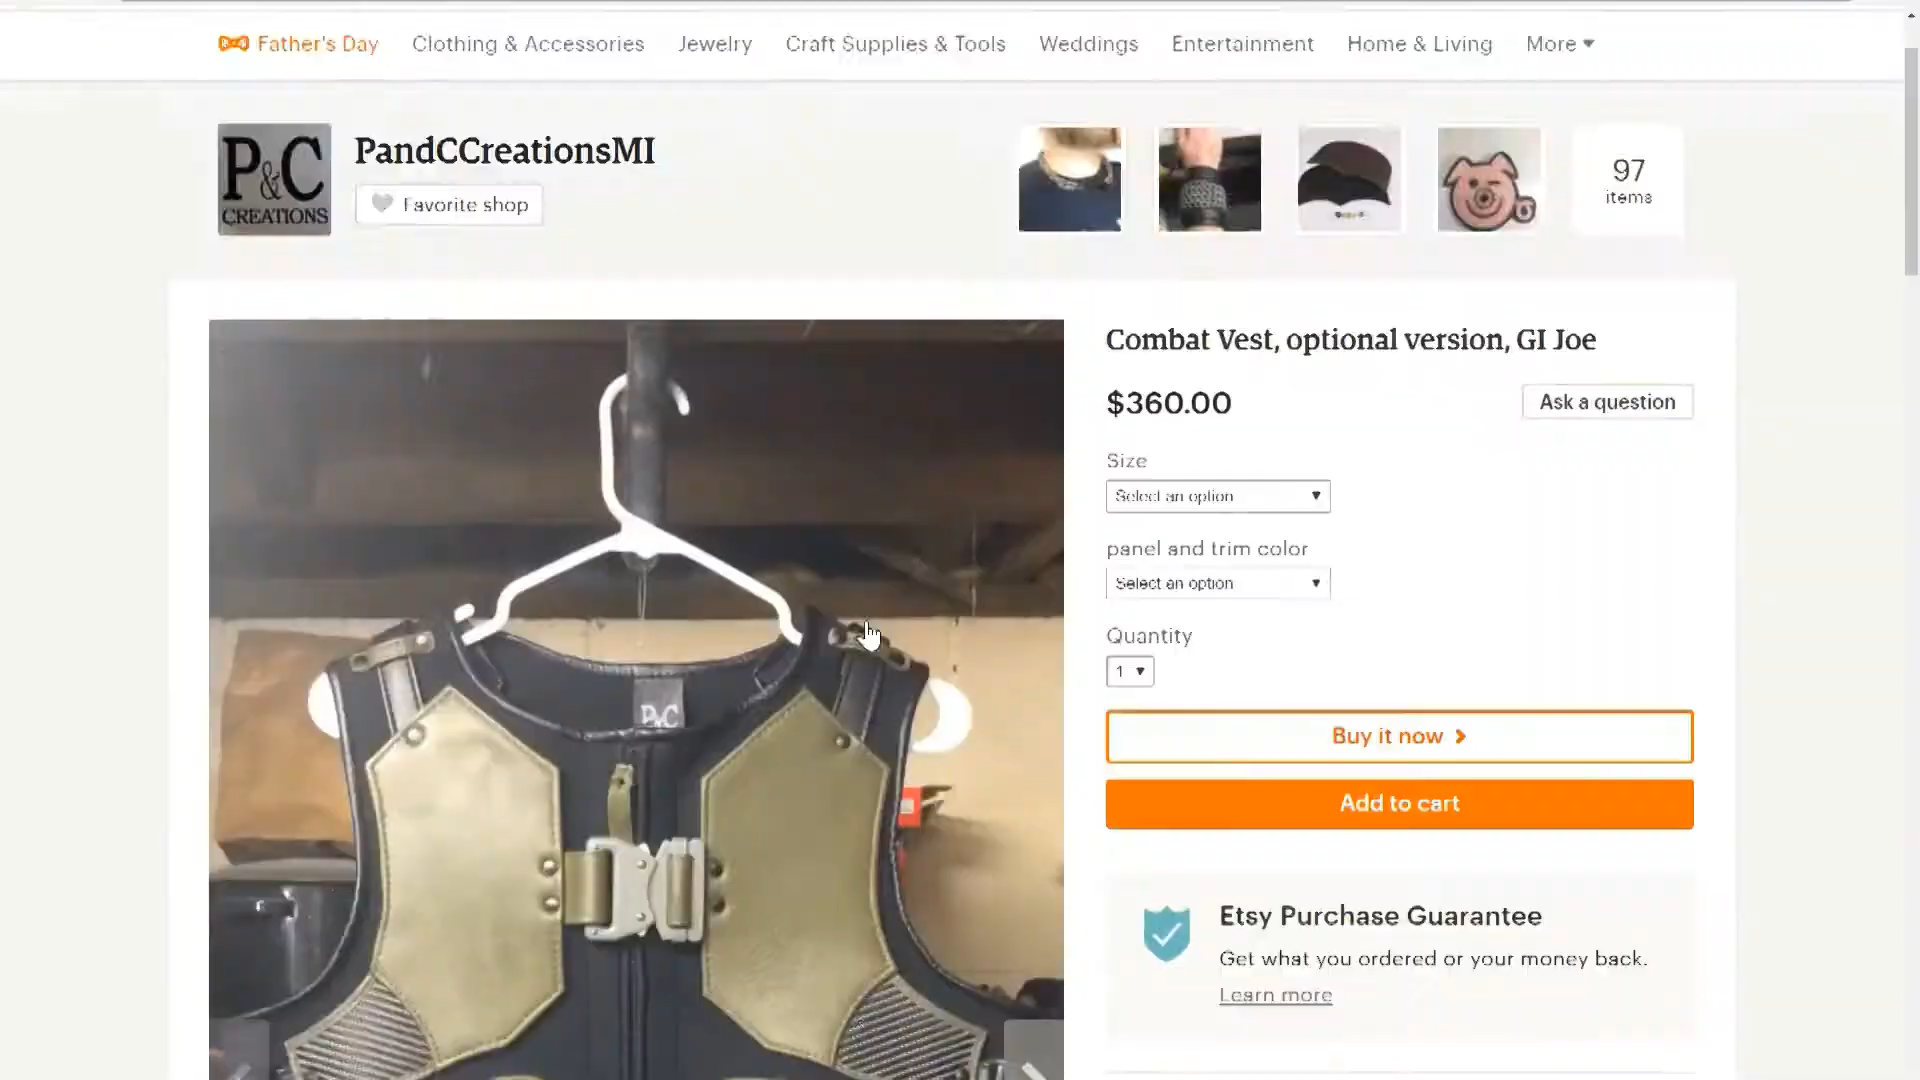 Father's Day Clothing & Accessories Jewelry Craft Supplies & Tools Weddings Entertainment Home & Living More
P&C
CREATIONS
PandCCreationsMI
Favorite shop
97
items
Combat Vest, optional version, GI Joe
$360.00
Ask a question
Size
Select an option
panel and trim color
Select an option
Quantity
1
Buy it now
Add to cart
P&C
Etsy Purchase Guarantee
Get what you ordered or your money back.
Learn more